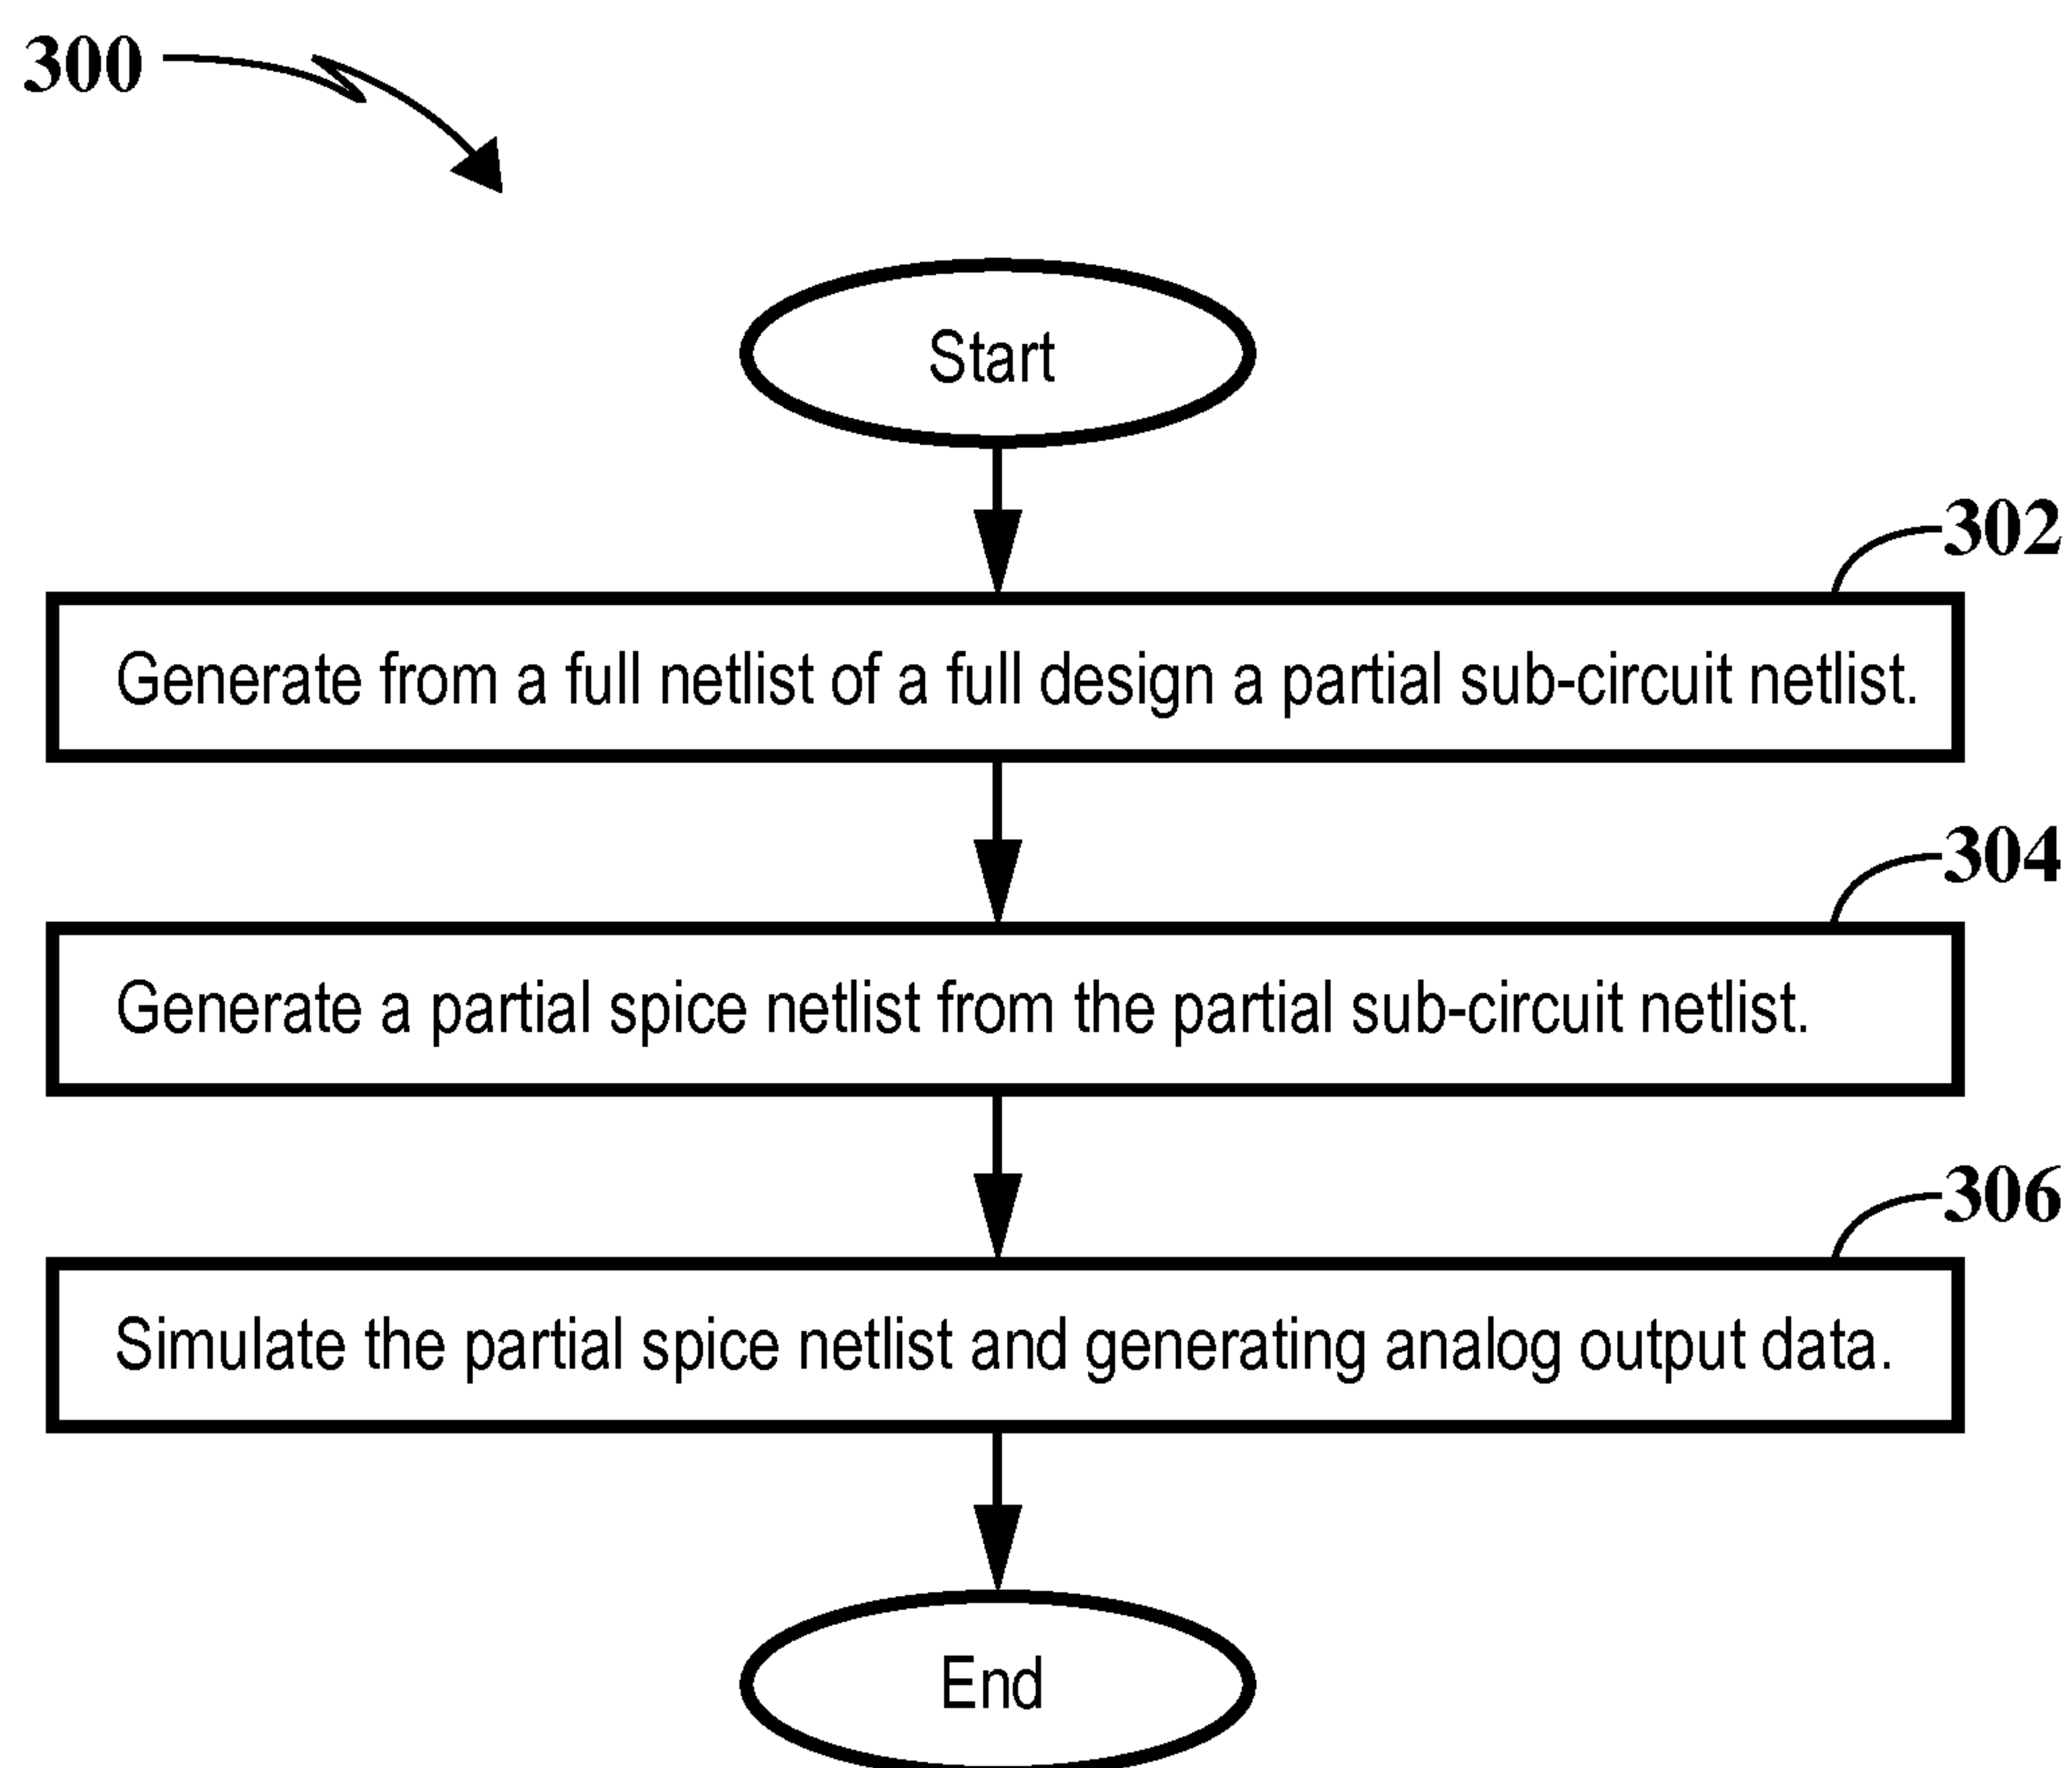 300
Start
302
Generate from a full netlist of a full design a partial sub-circuit netlist.
304
Generate a partial spice netlist from the partial sub-circuit netlist.
306
Simulate the partial spice netlist and generating analog output data.
End